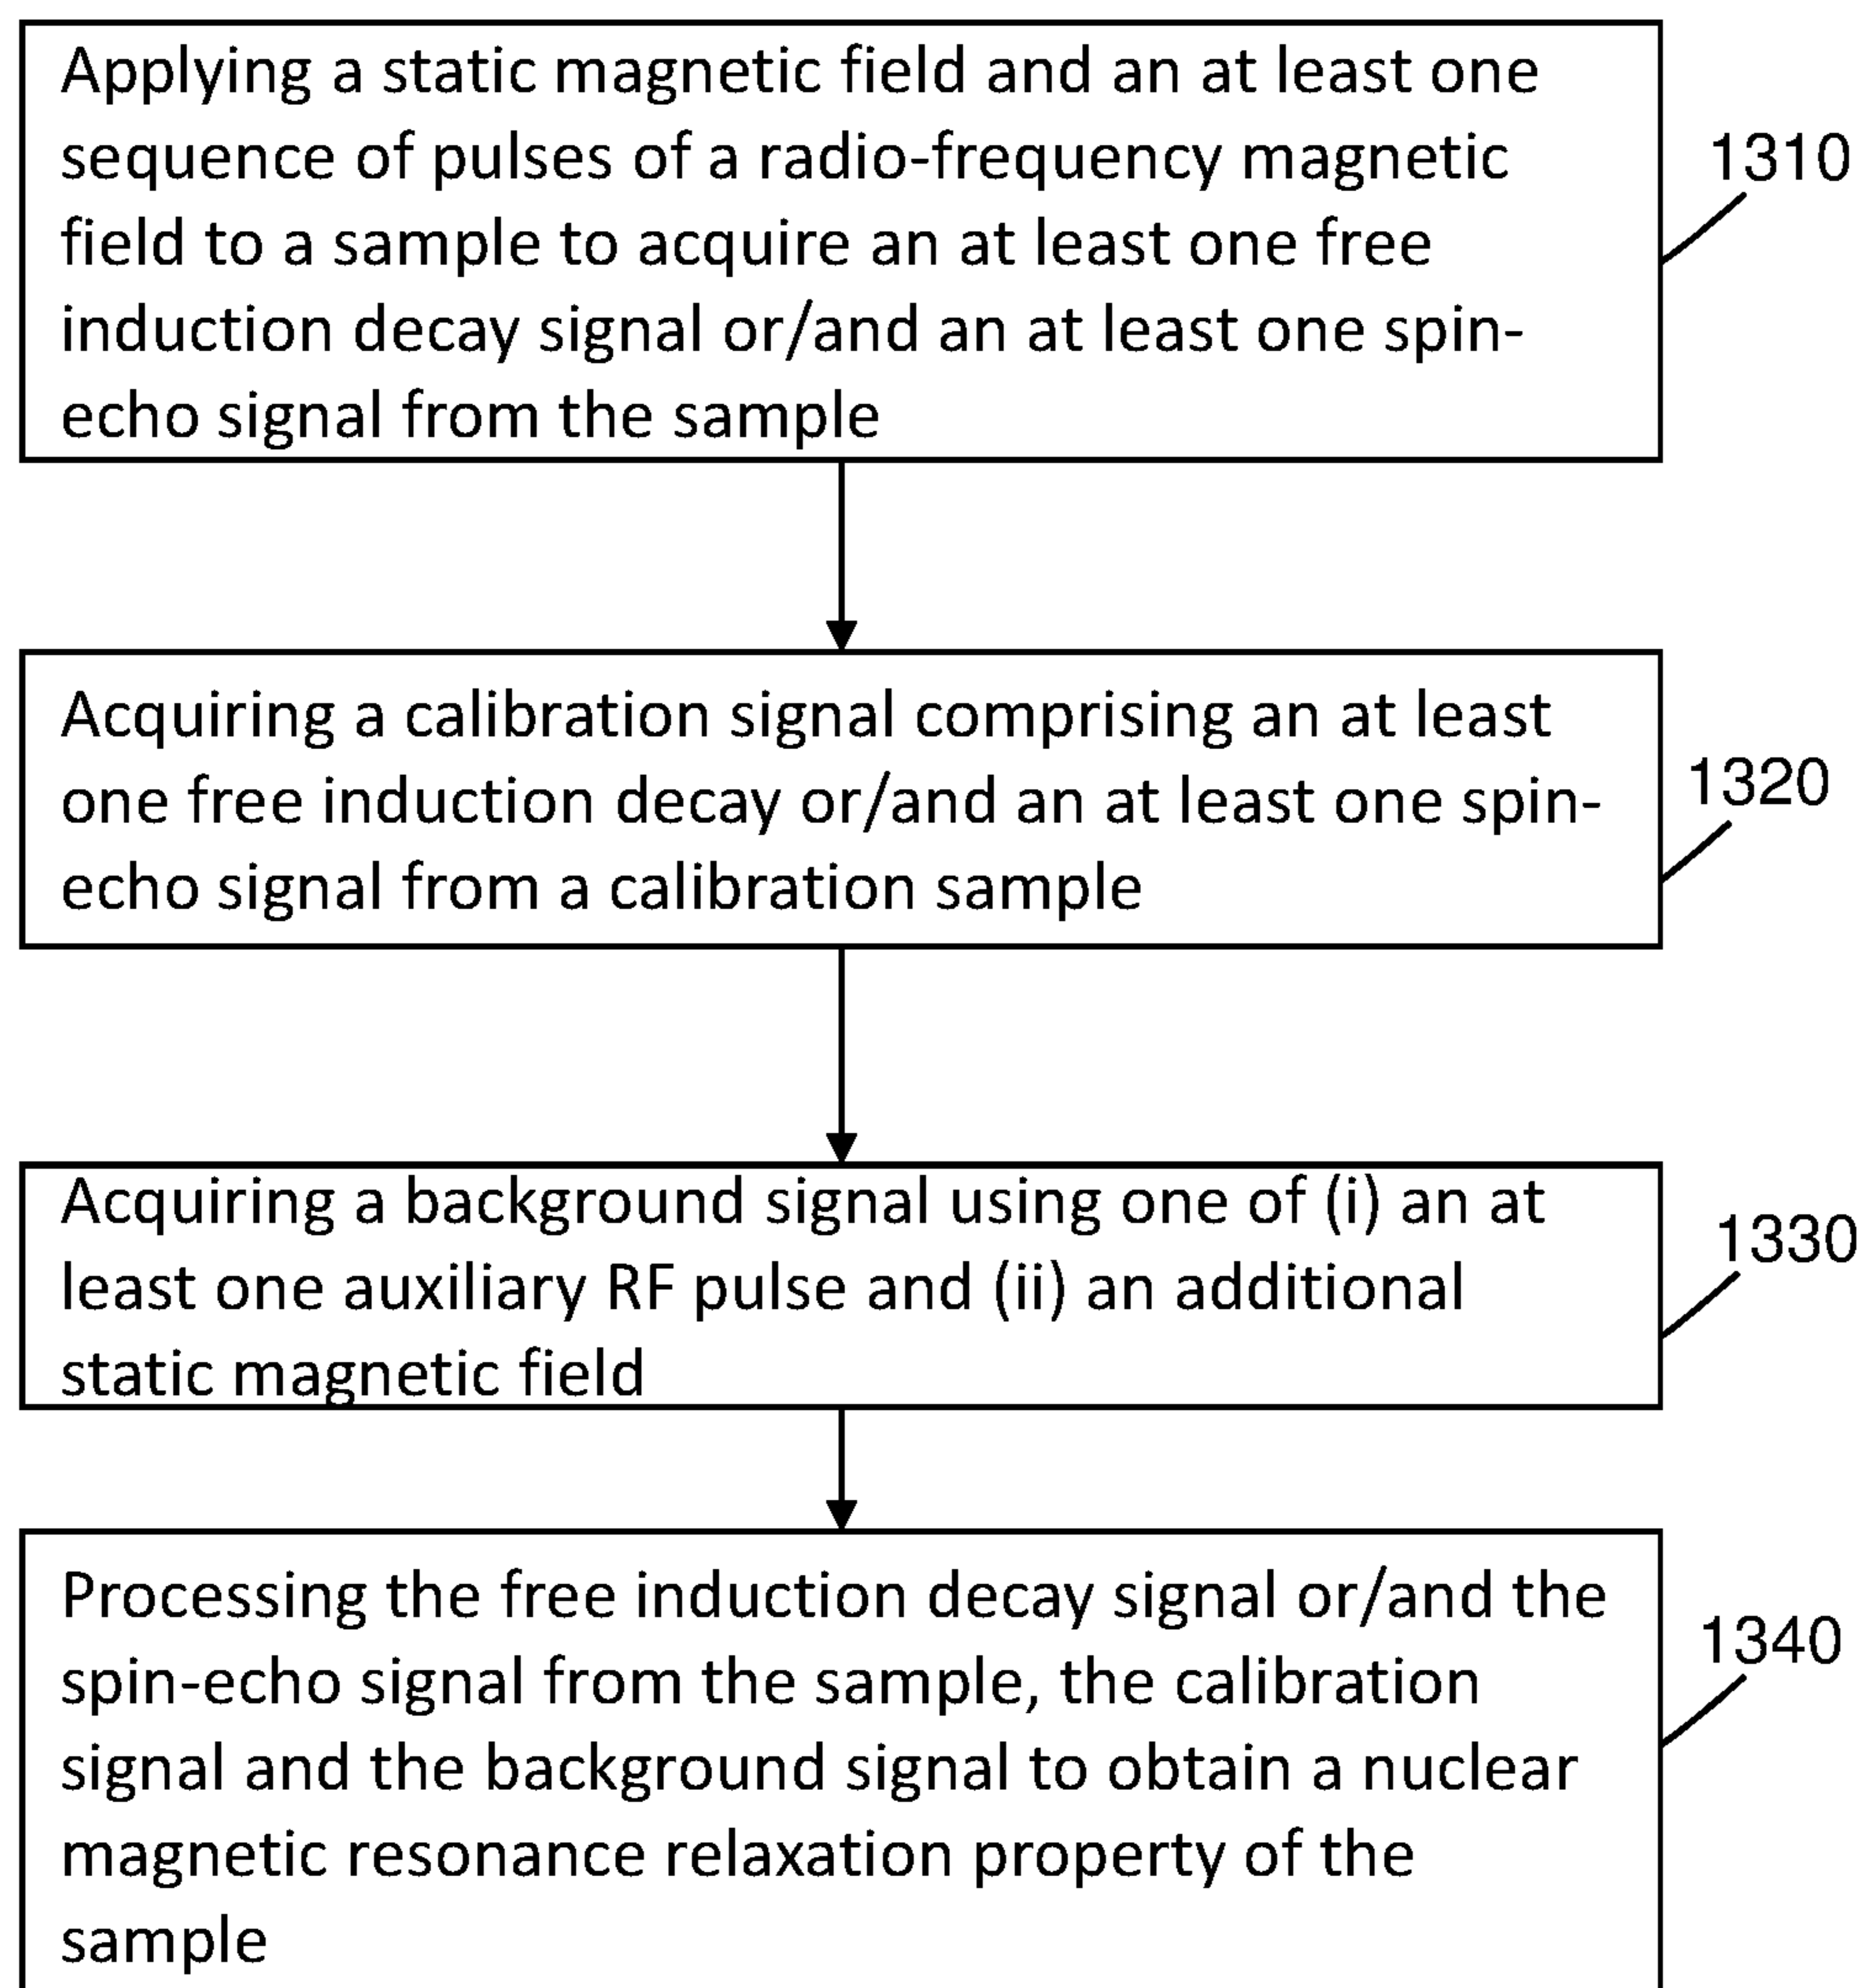 Applying a static magnetic field and an at least one
sequence of pulses of a radio-frequency magnetic
field to a sample to acquire an at least one free
induction decay signal or/and an at least one spin-
echo signal from the sample
1310
Acquiring a calibration signal comprising an at least
one free induction decay or/and an at least one spin-
echo signal from a calibration sample
1320
Acquiring a background signal using one of (i) an at
least one auxiliary RF pulse and (ii) an additional
static magnetic field
1330
Processing the free induction decay signal or/and the
spin-echo signal from the sample, the calibration
signal and the background signal to obtain a nuclear
magnetic resonance relaxation property of the
sample
1340